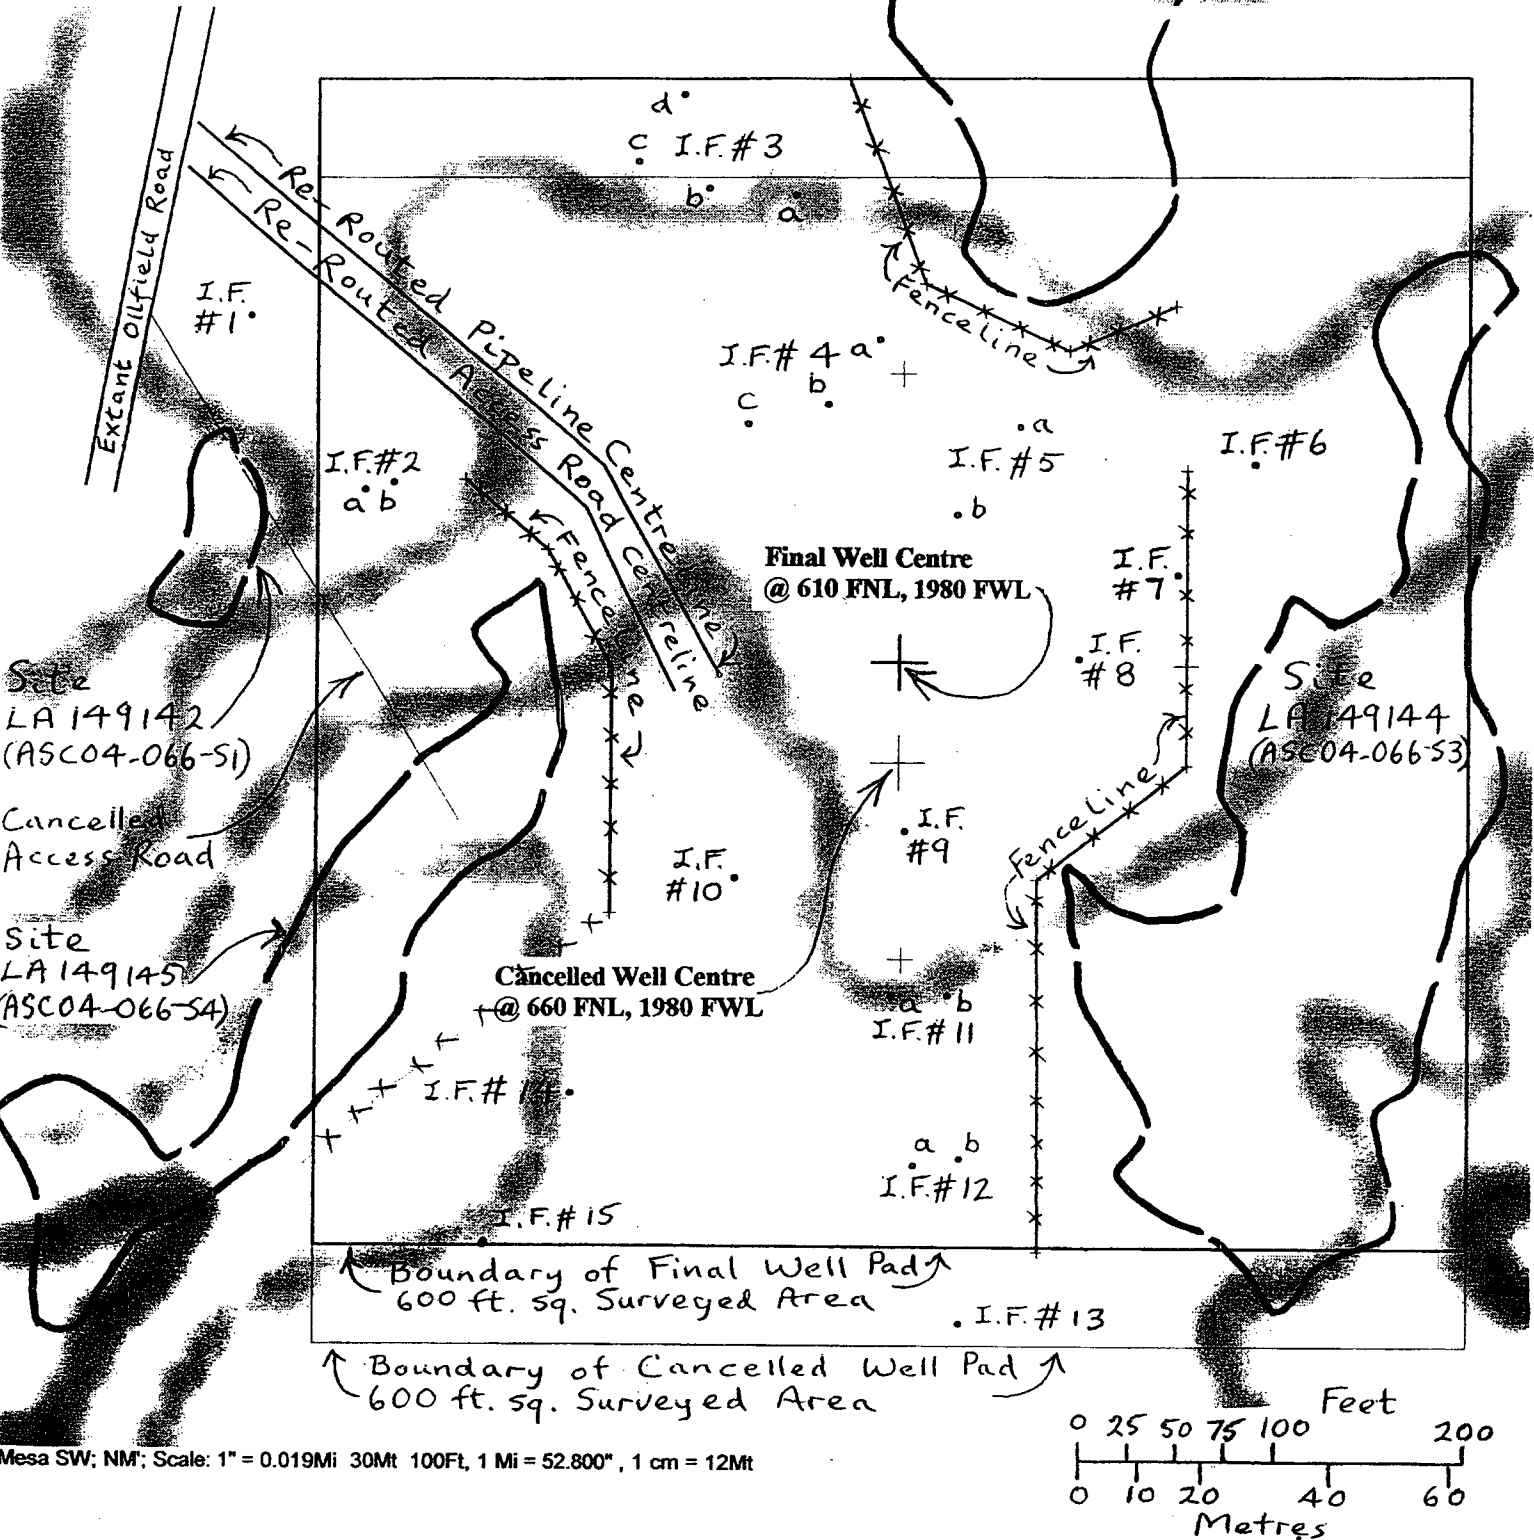 d
c I.F. # 3
b a
Re-Routed Pipeline Centreline
Re-Routed Access Road Centreline
Extant Oilfield Road
I.F.
#1
Fenceline
I.F.# 4 a
b
c
a
I.F. #5
b
I.F.#6
I.F.#2
a b
Fenceline
Final Well Centre
@ 610 FNL, 1980 FWL
I.F.
#7
I.F.
#8
Site
LA 149142
(ASC04-066-S1)
Site
LA 149144
(ASC04-066-S3)
Cancelled
Access Road
Fenceline
I.F.
#9
I.F.
#10
Site
LA 149145
(ASC04-066-S4)
Cancelled Well Centre
@ 660 FNL, 1980 FWL
a b
I.F.# 11
I.F. # 14
a b
I.F.#12
I.F.# 15
Boundary of Final Well Pad
600 ft. sq. Surveyed Area
I.F. # 13
Boundary of Cancelled Well Pad
600 ft. sq. Surveyed Area
Feet
0 25 50 75 100 200
Mesa SW; NM'; Scale: 1" = 0.019Mi 30Mt 100Ft, 1 Mi = 52.800" , 1 cm = 12Mt
0 10 20 40 60
Metres